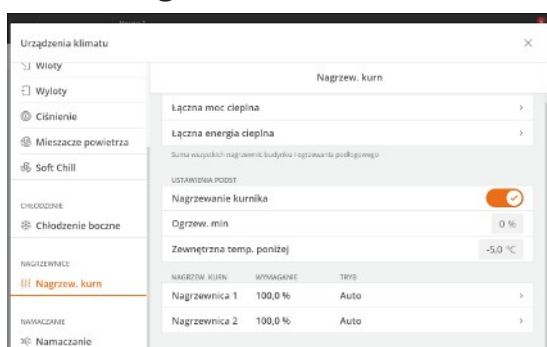 Urządzenia klimatu
Wloty
Wyloty
Ciśnienie
Mieszacze powietrza
Soft Chill
CHŁODZENIE
Chłodzenie boczne
NAGRZEWNICE
Nagrzew. kurn
NAMACZANIE
Namaczanie
Nagrzew. kurn
Łączna moc cieplna
Łączna energia cieplna
Suma wszystkich nagrzewnic budynku i ogrzewania podłogowego
USTAWIENIA PODST
Nagrzewanie kurnika
Ogrzew. min 0 %
Zewnętrzna temp. poniżej -5,0 °C
NAGRZEW. KURN WYMAGANIE TRYB
Nagrzewnica 1 100,0 % Auto
Nagrzewnica 2 100,0 % Auto